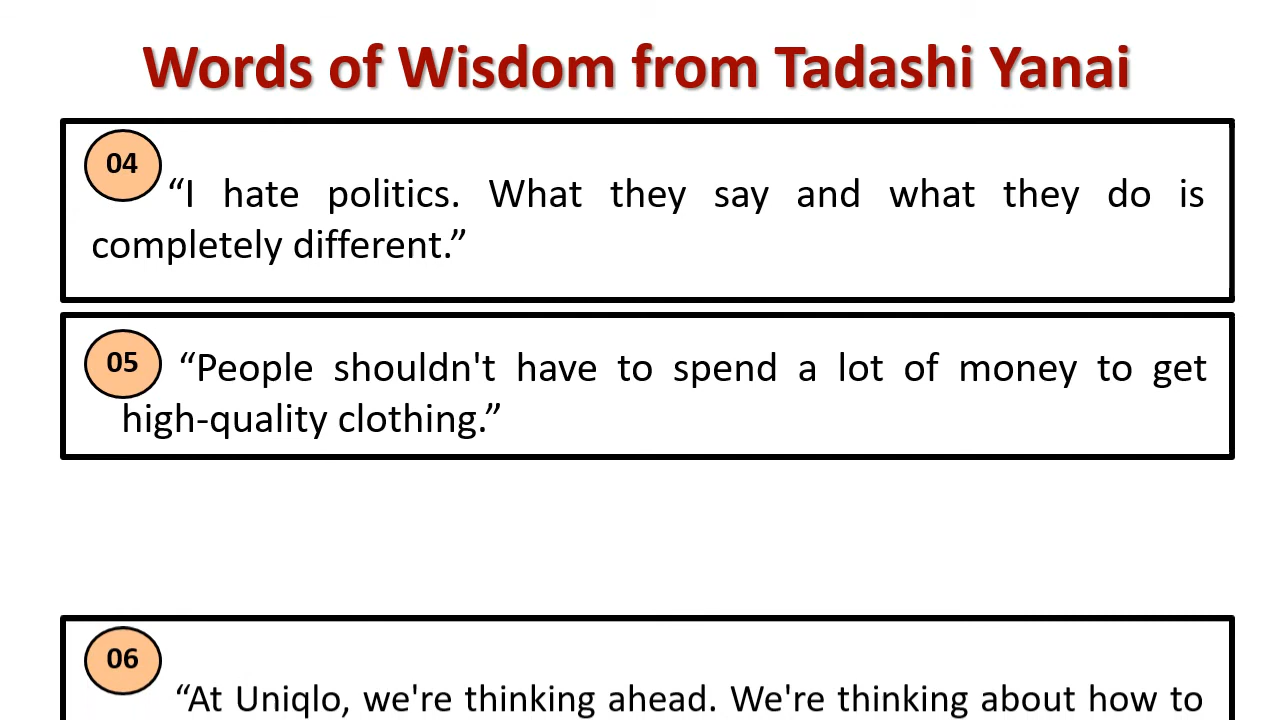 Words of Wisdom from Tadashi Yanai
04
“I hate politics. What they say and what they do is
completely different.”
05
“People shouldn't have to spend a lot of money to get
high-quality clothing.”
06
“At Uniqlo, we're thinking ahead. We're thinking about how to